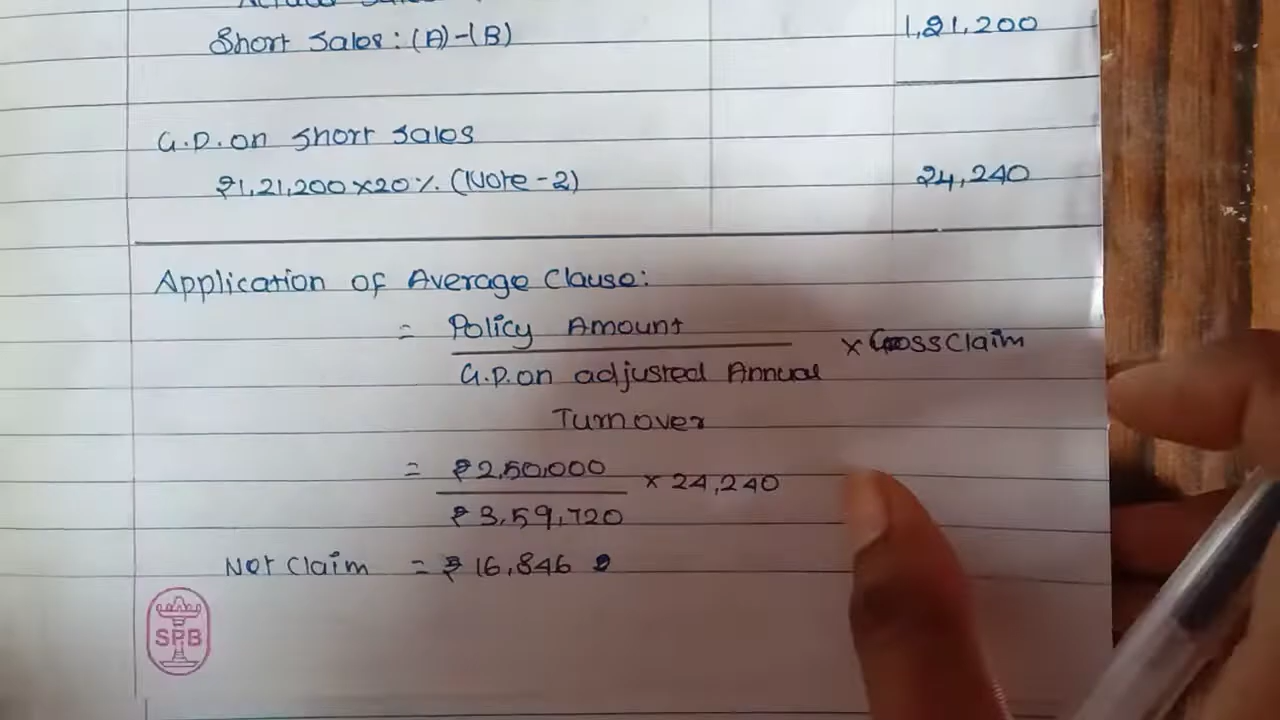 Short Sales: (A)-(B) 1,21,200
G.P. on Short Sales
₹1,21,200 x 20% (Note-2) 24,240
Application of Average Clause:
= Policy Amount x Gross Claim
G.P. on adjusted Annual
Turnover
= ₹2,50,000 x 24,240
₹3,59,720
Net Claim = ₹16,846
SPB